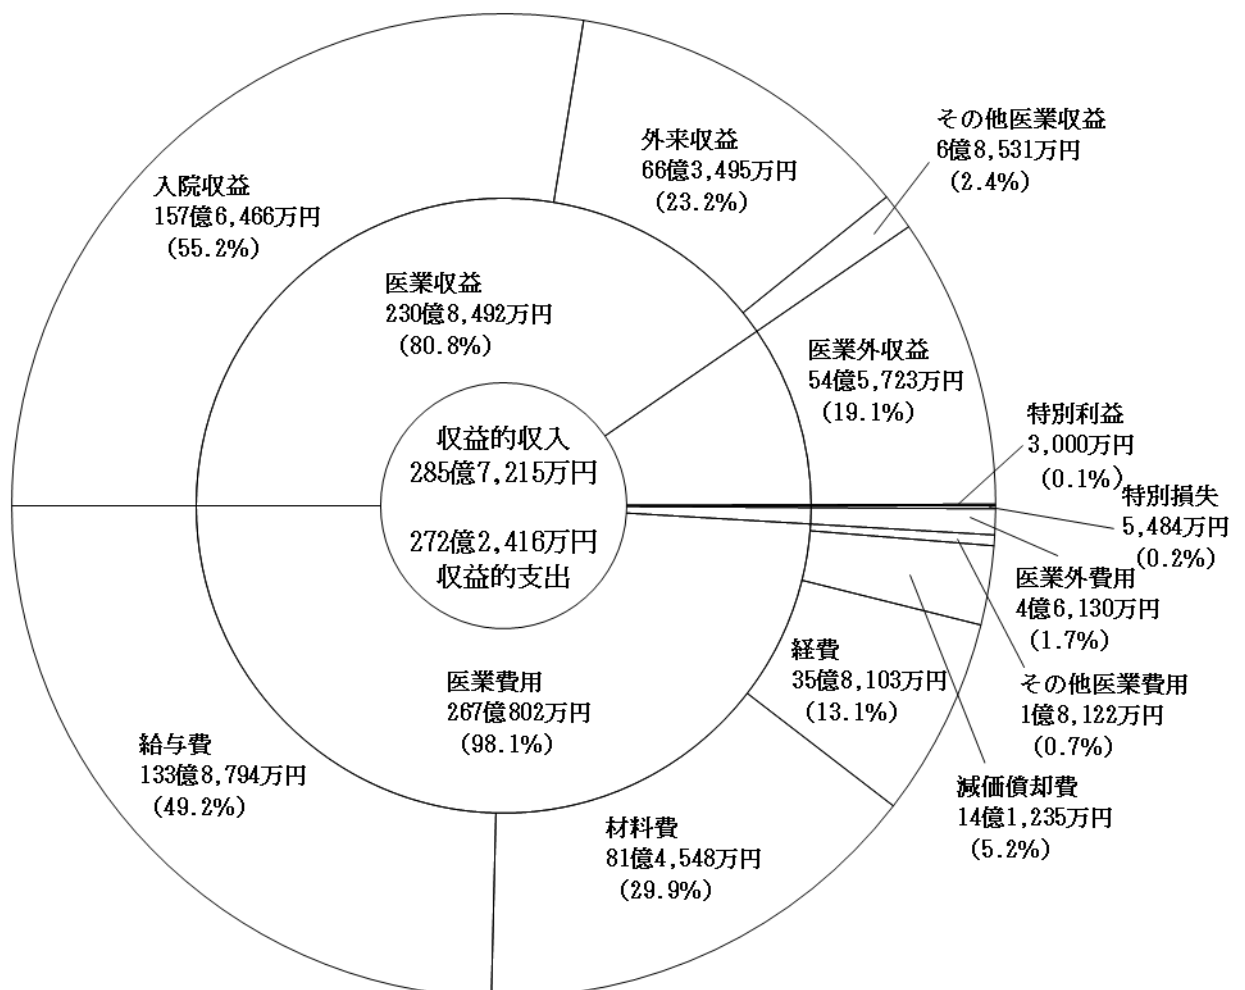 その他医業収益
6億8,531万円
(2.4%)
外来収益
66億3,495万円
(23.2%)
入院収益
157億6,466万円
(55.2%)
医業収益
230億8,492万円
(80.8%)
医業外収益
54億5,723万円
(19.1%)
特別利益
3,000万円
(0.1%)
収益的収入
285億7,215万円
272億2,416万円
収益的支出
特別損失
5,484万円
(0.2%)
医業外費用
4億6,130万円
(1.7%)
その他医業費用
1億8,122万円
(0.7%)
減価償却費
14億1,235万円
(5.2%)
経費
35億8,103万円
(13.1%)
医業費用
267億802万円
(98.1%)
給与費
133億8,794万円
(49.2%)
材料費
81億4,548万円
(29.9%)